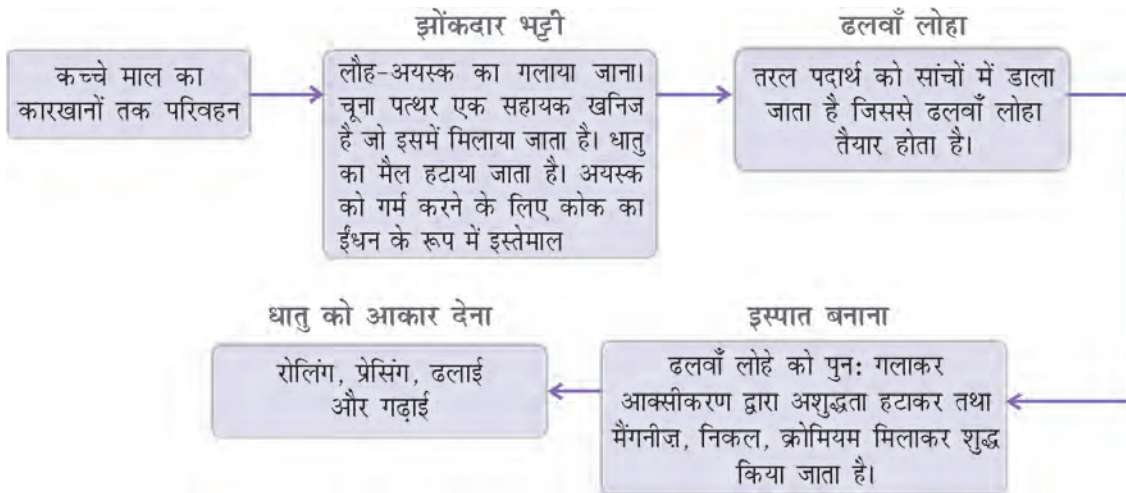 कच्चे माल का
कारखानों तक परिवहन
झोंकदार भट्टी
लौह-अयस्क का गलाया जाना।
चूना पत्थर एक सहायक खनिज
है जो इसमें मिलाया जाता है। धातु
का मैल हटाया जाता है। अयस्क
को गर्म करने के लिए कोक का
ईंधन के रूप में इस्तेमाल
ढलवाँ लोहा
तरल पदार्थ को सांचों में डाला
जाता है जिससे ढलवाँ लोहा
तैयार होता है।
इस्पात बनाना
ढलवाँ लोहे को पुन: गलाकर
आक्सीकरण द्वारा अशुद्धता हटाकर तथा
मैंगनीज़, निकल, क्रोमियम मिलाकर शुद्ध
किया जाता है।
धातु को आकार देना
रोलिंग, प्रेसिंग, ढलाई
और गढ़ाई